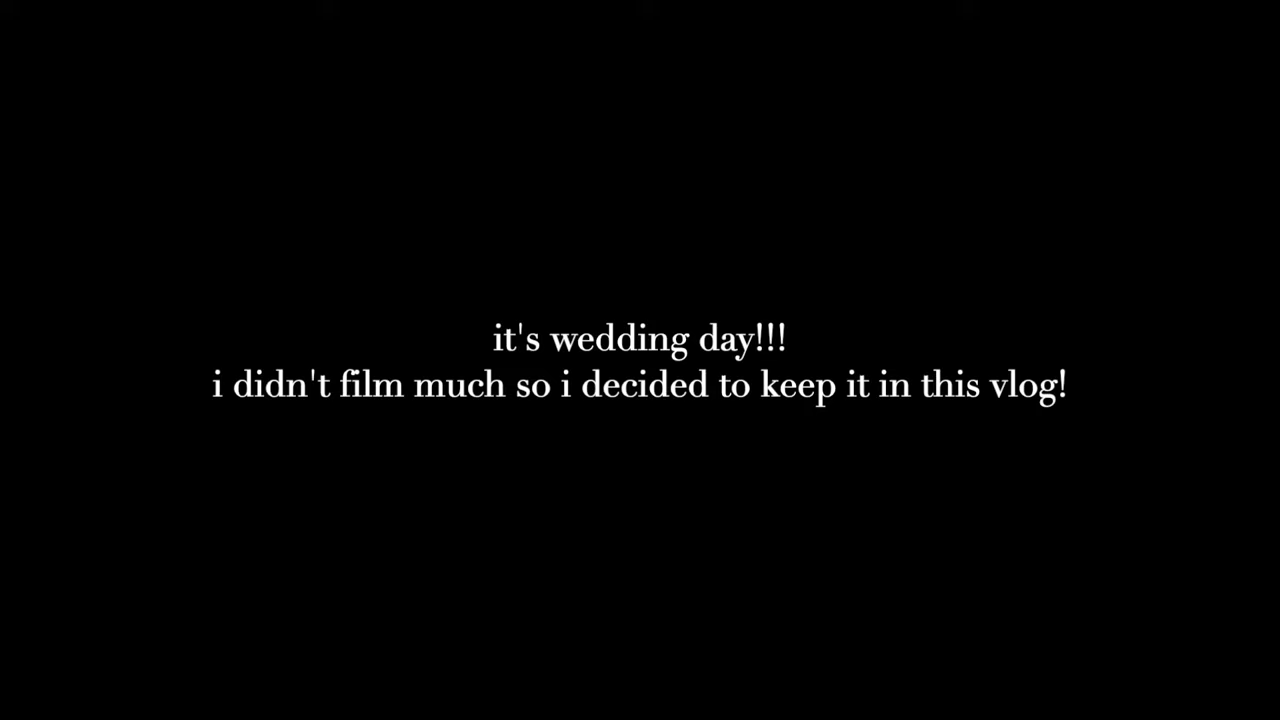 it's wedding day!!!
i didn't film much so i decided to keep it in this vlog!